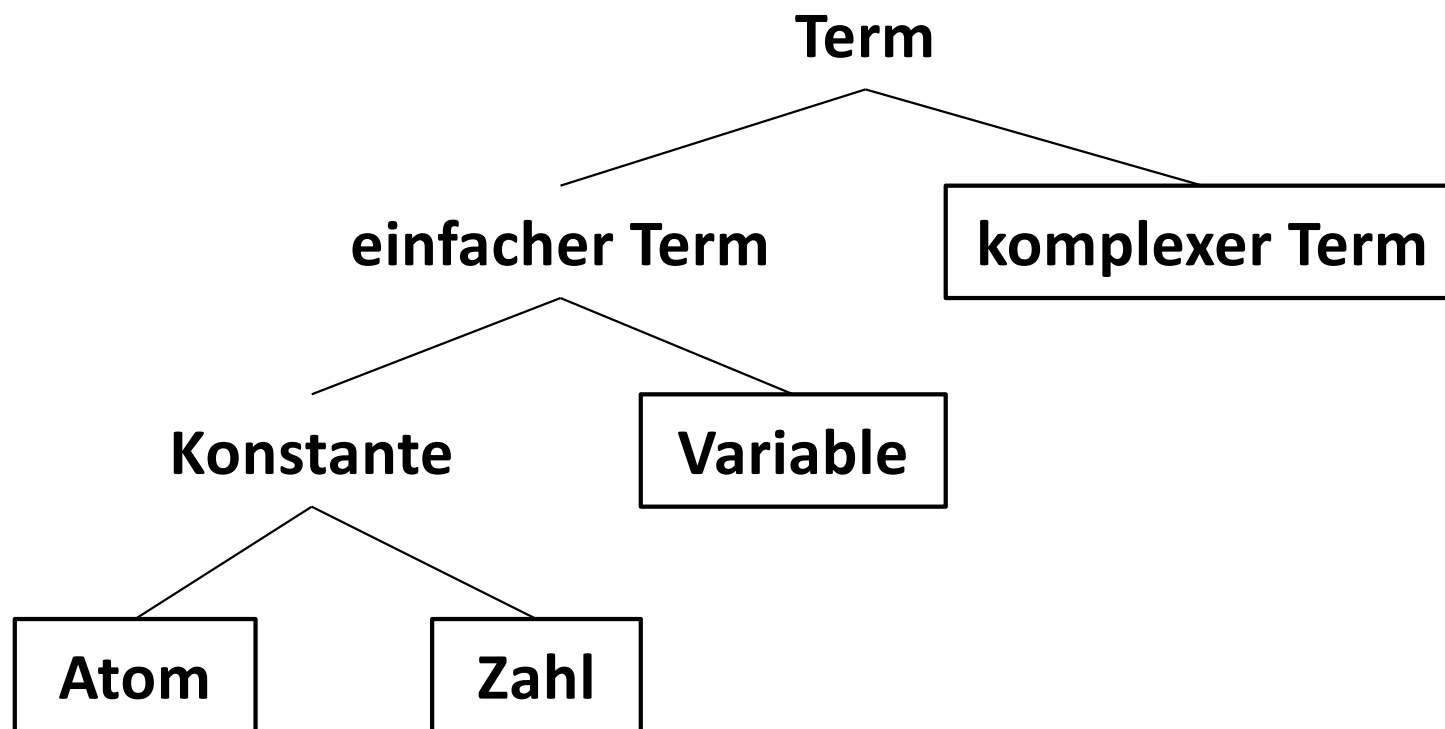 Term
einfacher Term
komplexer Term
Konstante
Variable
Atom
Zahl